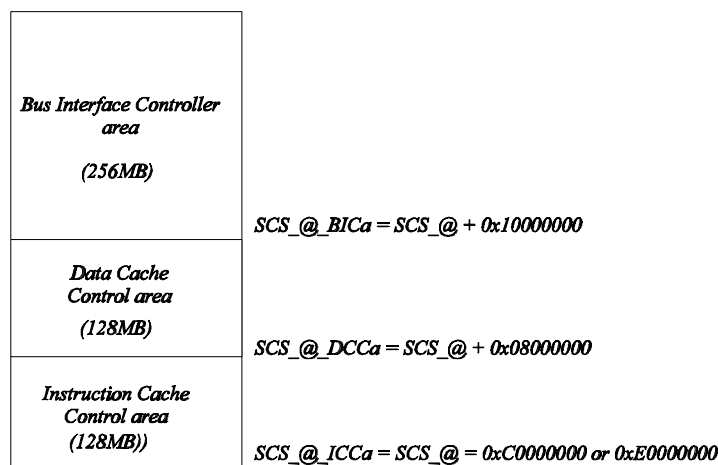 Bus Interface Controller
area
(256MB)
SCS_@_BICa = SCS_@ + 0x10000000
Data Cache
Control area
(128MB)
SCS_@_DCCa = SCS_@ + 0x08000000
Instruction Cache
Control area
(128MB))
SCS_@_ICCa = SCS_@ = 0xC0000000 or 0xE0000000